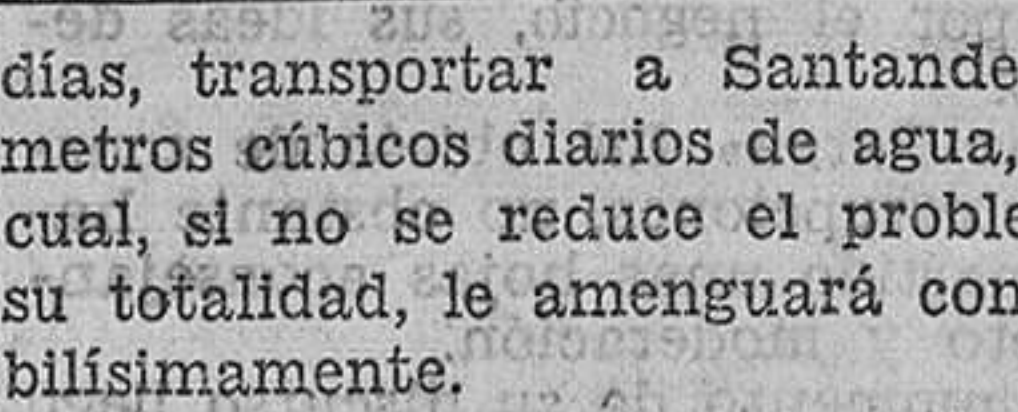 días, transportar a Santande
metros cúbicos diarios de agua,
cual, si no se reduce el proble
su totalidad, le amenguará con
bilísimamente.